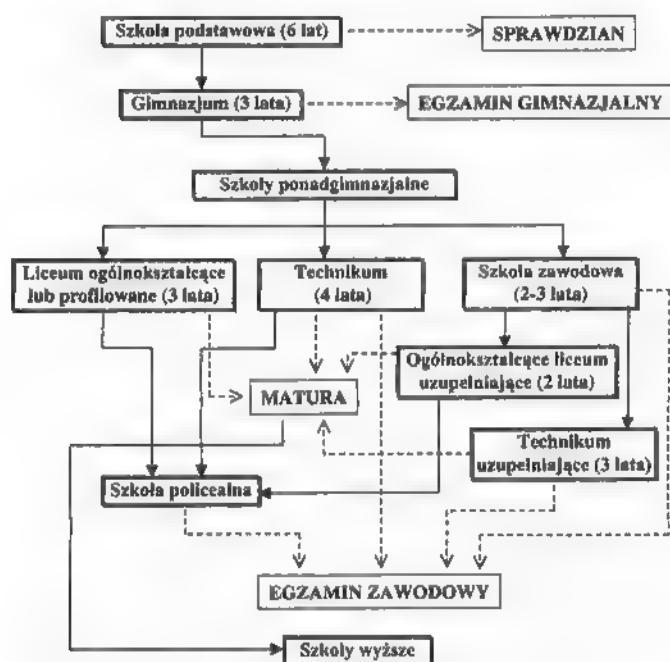 Szkoła podstawowa (6 lat)
SPRAWDZIAN
Gimnazjum (3 lata)
EGZAMIN GIMNAZJALNY
Szkoły ponadgimnazjalne
Liceum ogólnokształcące
lub profilowane (3 lata)
Technikum
(4 lata)
Szkoła zawodowa
(2-3 lata)
Ogólnokształcące liceum
uzupełniające (2 lata)
MATURA
Technikum
uzupełniające (3 lata)
Szkoła policealna
EGZAMIN ZAWODOWY
Szkoły wyższe